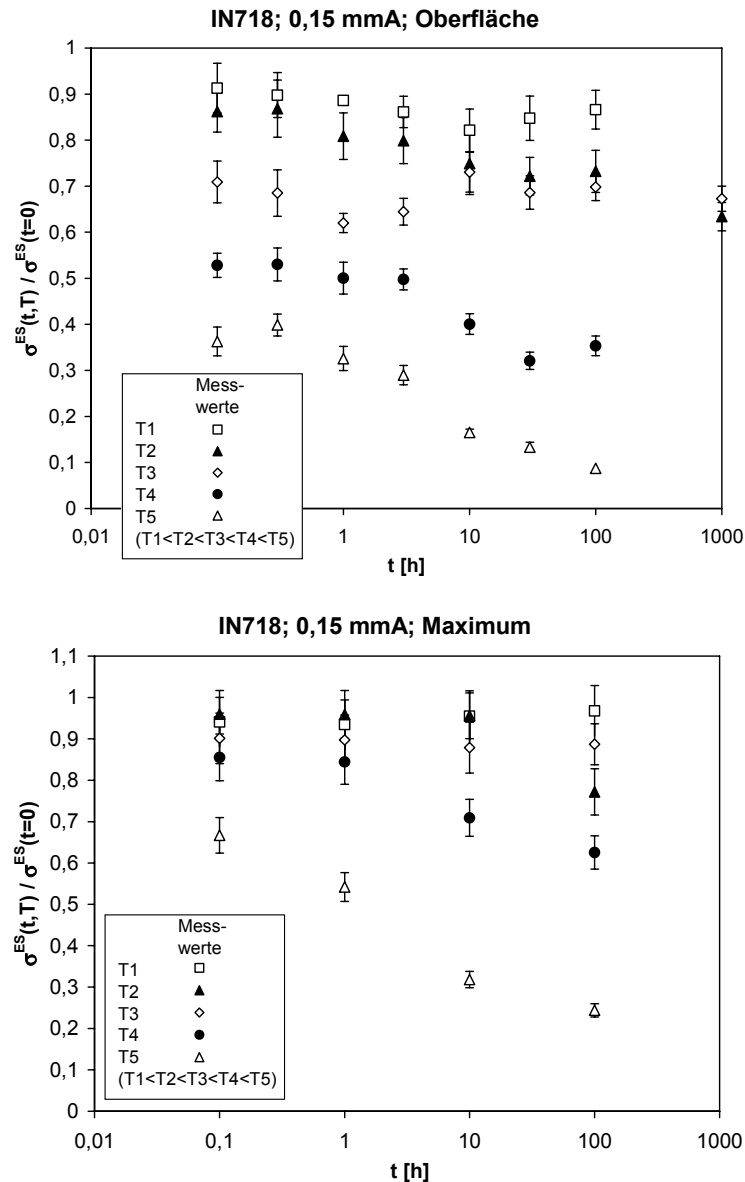 IN718; 0,15 mmA; Oberfläche
1
0,9
0,8
0,7
0,6
0,5
0,4
0,3
0,2
0,1
0
σES(t,T) / σES(t=0)
Mess-
werte
T1
T2
T3
T4
T5
(T1<T2<T3<T4<T5)
0,01 1 10 100 1000
t [h]
IN718; 0,15 mmA; Maximum
1,1
1
0,9
0,8
0,7
0,6
0,5
0,4
0,3
0,2
0,1
0
σES(t,T) / σES(t=0)
Mess-
werte
T1
T2
T3
T4
T5
(T1<T2<T3<T4<T5)
0,01 0,1 1 10 100 1000
t [h]